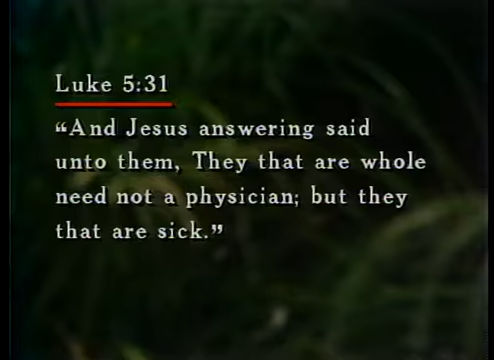 Luke 5:31
“And Jesus answering said
unto them, They that are whole
need not a physician; but they
that are sick.”